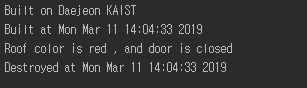 Built on Daejeon KAIST
Built at Mon Mar 11 14:04:33 2019
Roof color is red , and door is closed
Destroyed at Mon Mar 11 14:04:33 2019